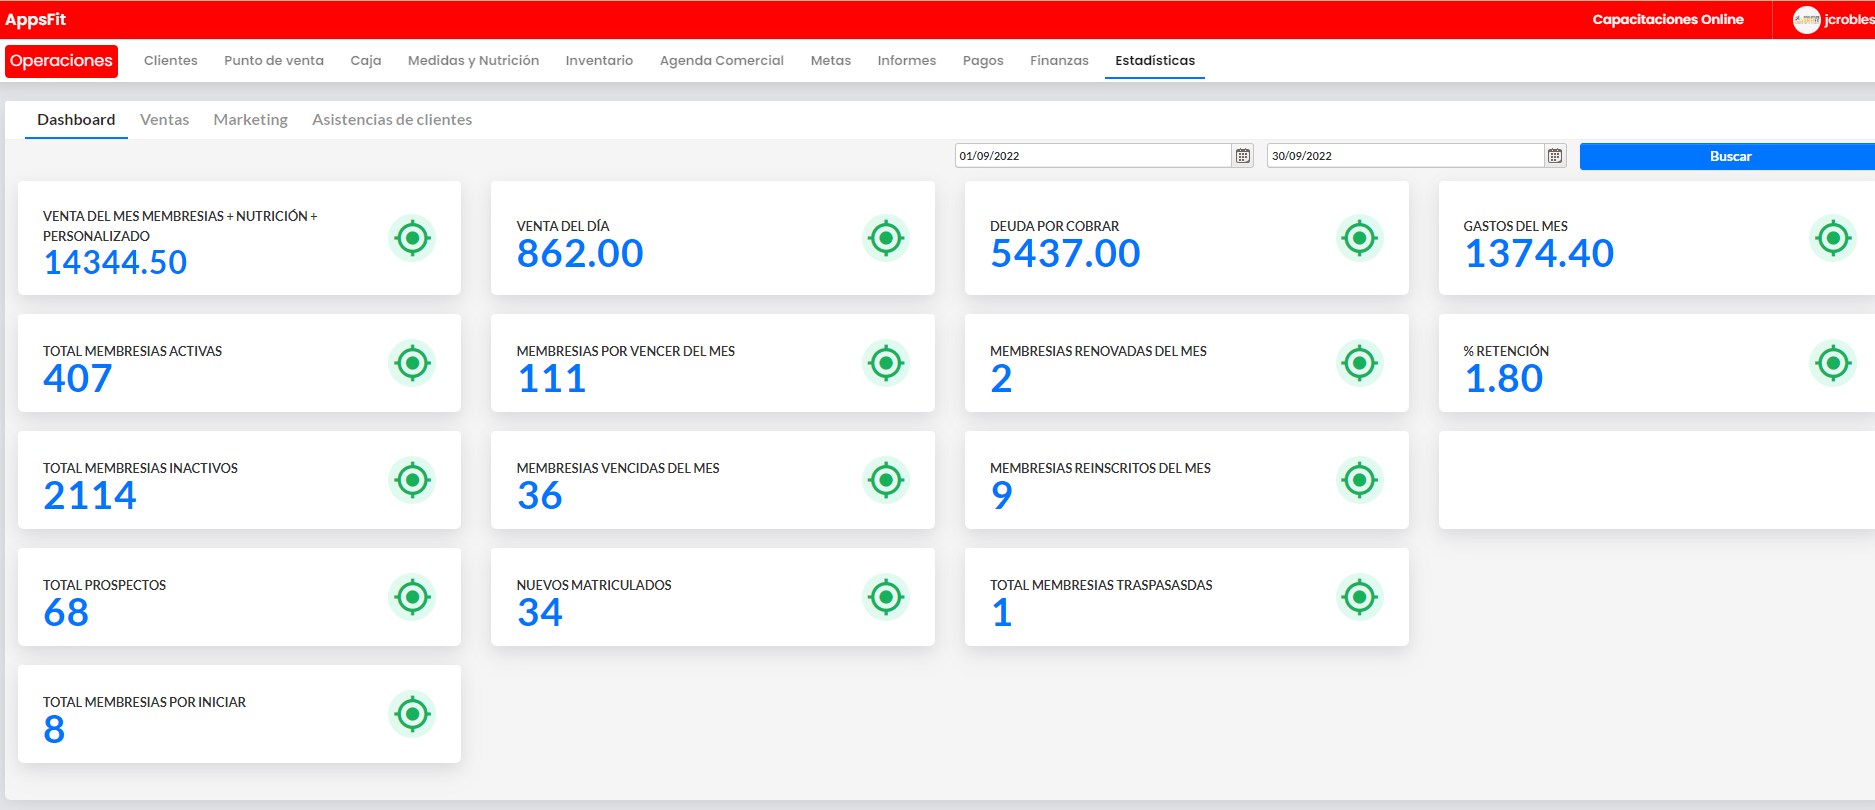 AppsFit
Capacitaciones Online
jcrobles
Operaciones
Clientes
Punto de venta
Caja
Medidas y Nutrición
Inventario
Agenda Comercial
Metas
Informes
Pagos
Finanzas
Estadísticas
Dashboard
Ventas
Marketing
Asistencias de clientes
01/09/2022
30/09/2022
Buscar
VENTA DEL MES MEMBRESIAS + NUTRICIÓN +
PERSONALIZADO
14344.50
VENTA DEL DÍA
862.00
DEUDA POR COBRAR
5437.00
GASTOS DEL MES
1374.40
TOTAL MEMBRESIAS ACTIVAS
407
MEMBRESIAS POR VENCER DEL MES
111
MEMBRESIAS RENOVADAS DEL MES
2
% RETENCIÓN
1.80
TOTAL MEMBRESIAS INACTIVOS
2114
MEMBRESIAS VENCIDAS DEL MES
36
MEMBRESIAS REINSCRITOS DEL MES
9
TOTAL PROSPECTOS
68
NUEVOS MATRICULADOS
34
TOTAL MEMBRESIAS TRASPASASDAS
1
TOTAL MEMBRESIAS POR INICIAR
8